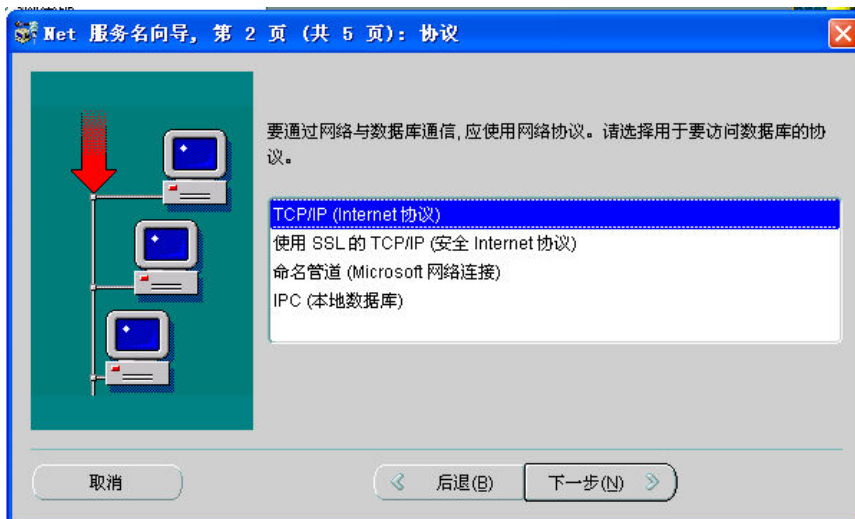 Net 服务名向导, 第 2 页 (共 5 页): 协议
要通过网络与数据库通信, 应使用网络协议。请选择用于要访问数据库的协
议。
TCP/IP (Internet 协议)
使用 SSL 的 TCP/IP (安全 Internet 协议)
命名管道 (Microsoft 网络连接)
IPC (本地数据库)
取消
后退(B)
下一步(N)